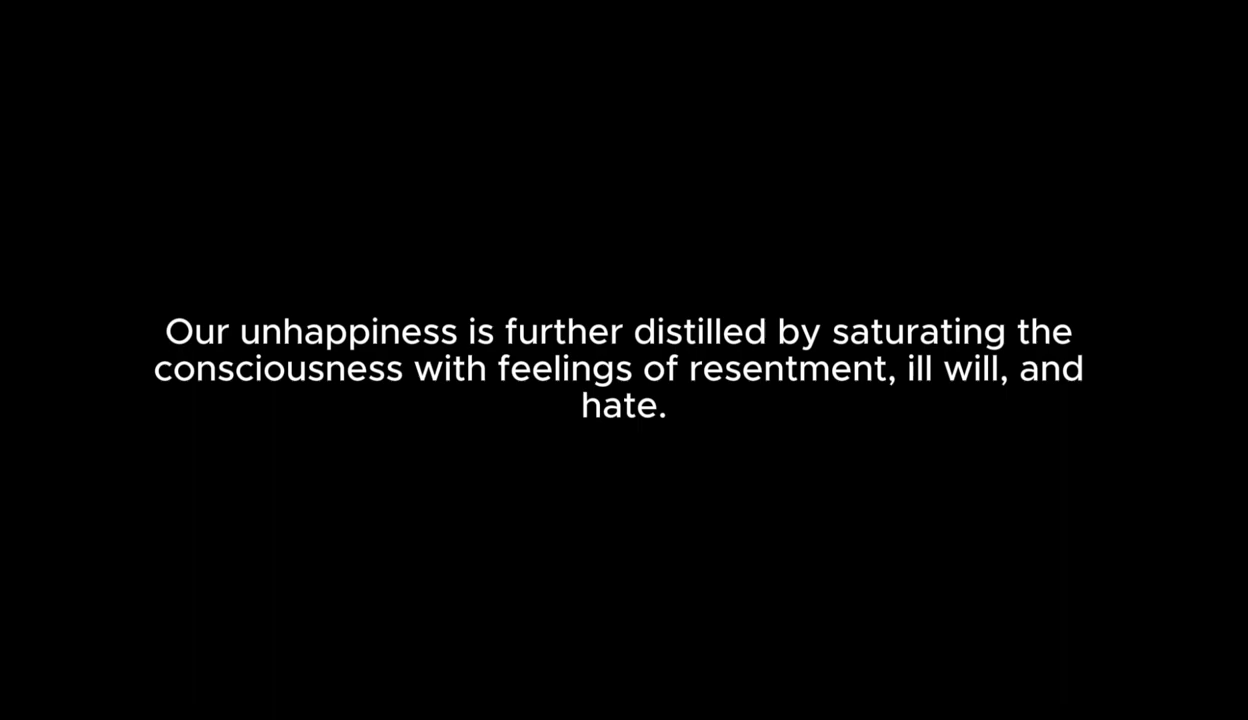 Our unhappiness is further distilled by saturating the
consciousness with feelings of resentment, ill will, and
hate.